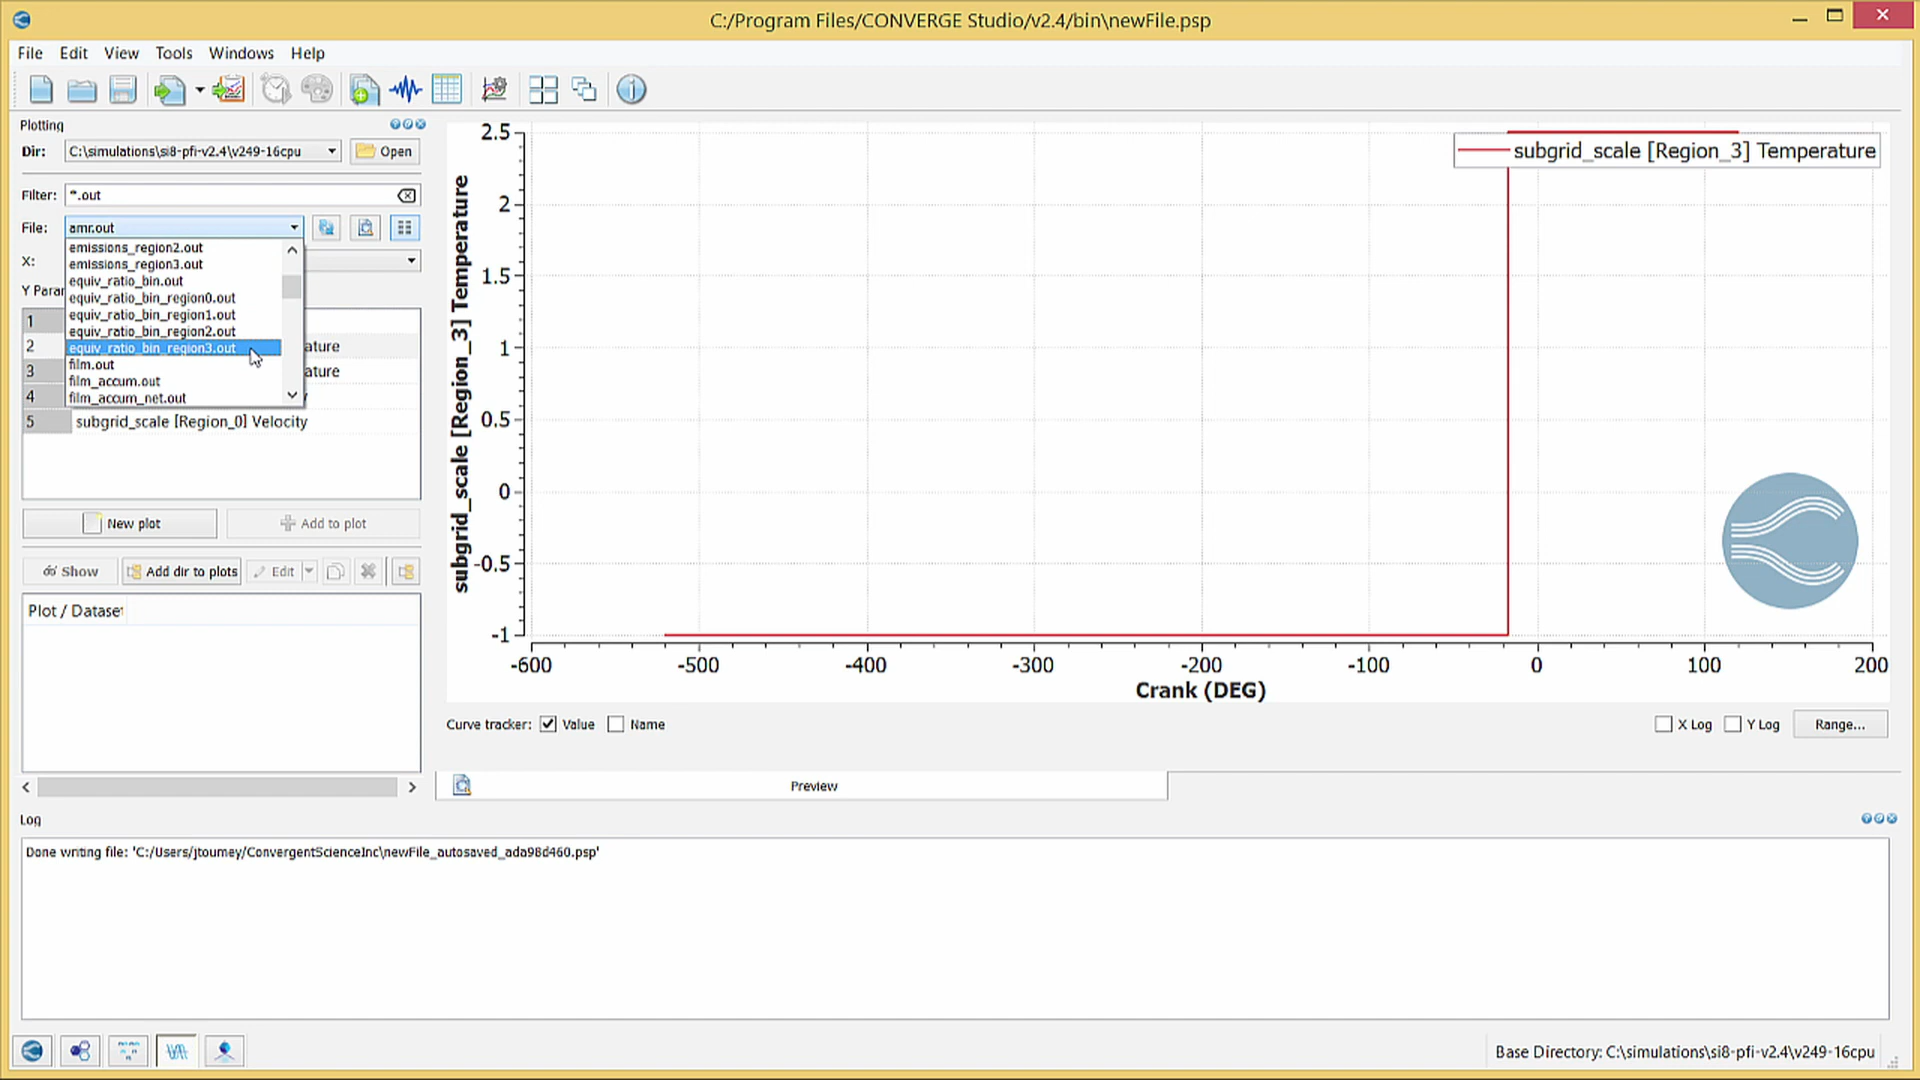 C:/Program Files/CONVERGE Studio/v2.4/bin\newFile.psp
File Edit View Tools Windows Help
Plotting
Dir: C:\simulations\si8-pfi-v2.4\v249-16cpu Open
Filter: *.out
File: amr.out
emissions_region2.out
emissions_region3.out
X:
equiv_ratio_bin.out
Y Parar
equiv_ratio_bin_region0.out
equiv_ratio_bin_region1.out
1
equiv_ratio_bin_region2.out
2 equiv_ratio_bin_region3.out ature
film.out
3 ature
film_accum.out
4 film_accum_net.out
5 subgrid_scale [Region_0] Velocity
New plot Add to plot
Show Add dir to plots Edit
Plot / Dataset
subgrid_scale [Region_3] Temperature
subgrid_scale [Region_3] Temperature
2.5
2
1.5
1
0.5
0
-0.5
-1
-600 -500 -400 -300 -200 -100 0 100 200
Crank (DEG)
Curve tracker: Value Name X Log Y Log Range...
Preview
Log
Done writing file: 'C:/Users/jtoumey/ConvergentScienceInc\newFile_autosaved_ada98d460.psp'
Base Directory: C:\simulations\si8-pfi-v2.4\v249-16cpu